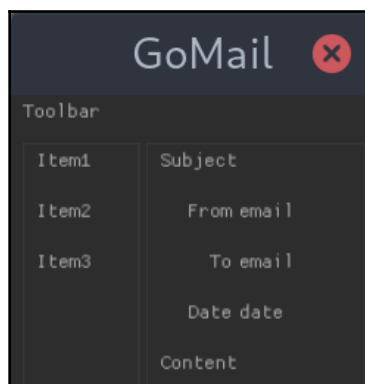 GoMail
Toolbar
Item1
Item2
Item3
Subject
From email
To email
Date date
Content